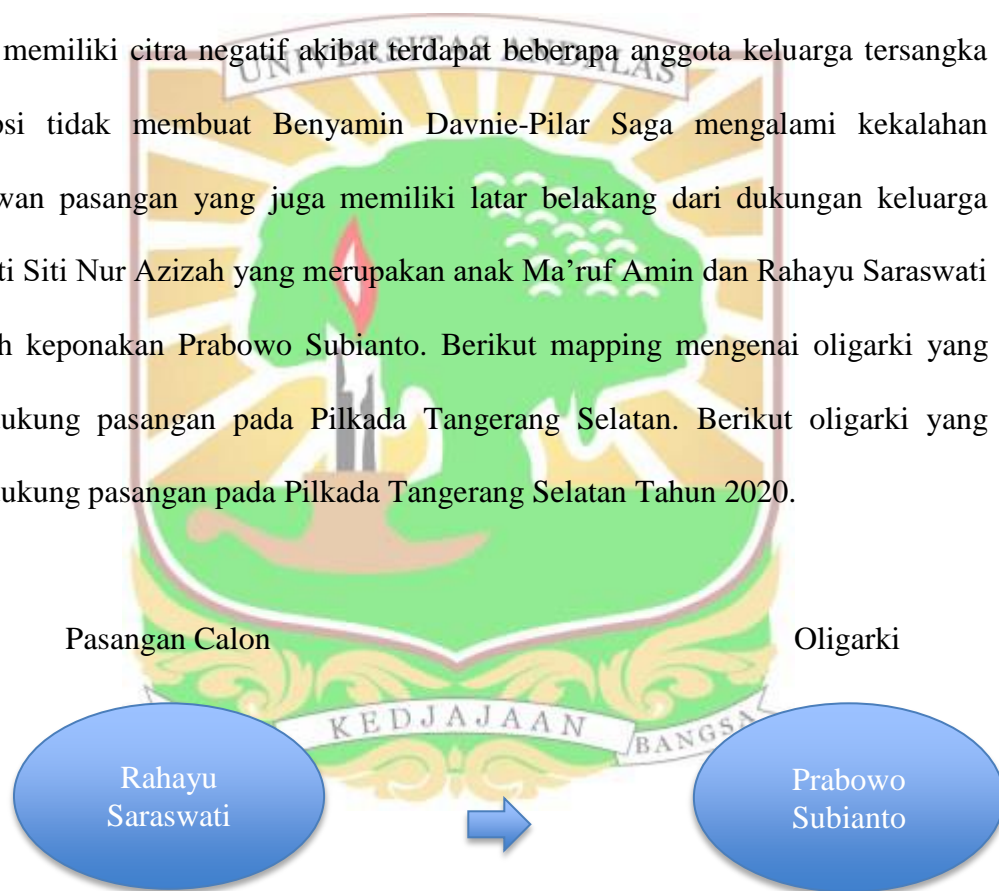 memiliki citra negatif akibat terdapat beberapa anggota keluarga tersangka
UNIVERSITAS ANDALAS
psi tidak membuat Benyamin Davnie-Pilar Saga mengalami kekalahan
wan pasangan yang juga memiliki latar belakang dari dukungan keluarga
ti Siti Nur Azizah yang merupakan anak Ma’ruf Amin dan Rahayu Saraswati
h keponakan Prabowo Subianto. Berikut mapping mengenai oligarki yang
ukung pasangan pada Pilkada Tangerang Selatan. Berikut oligarki yang
ukung pasangan pada Pilkada Tangerang Selatan Tahun 2020.
Pasangan Calon Oligarki
KEDJAJAAN BANGSA
Rahayu
Saraswati
Prabowo
Subianto